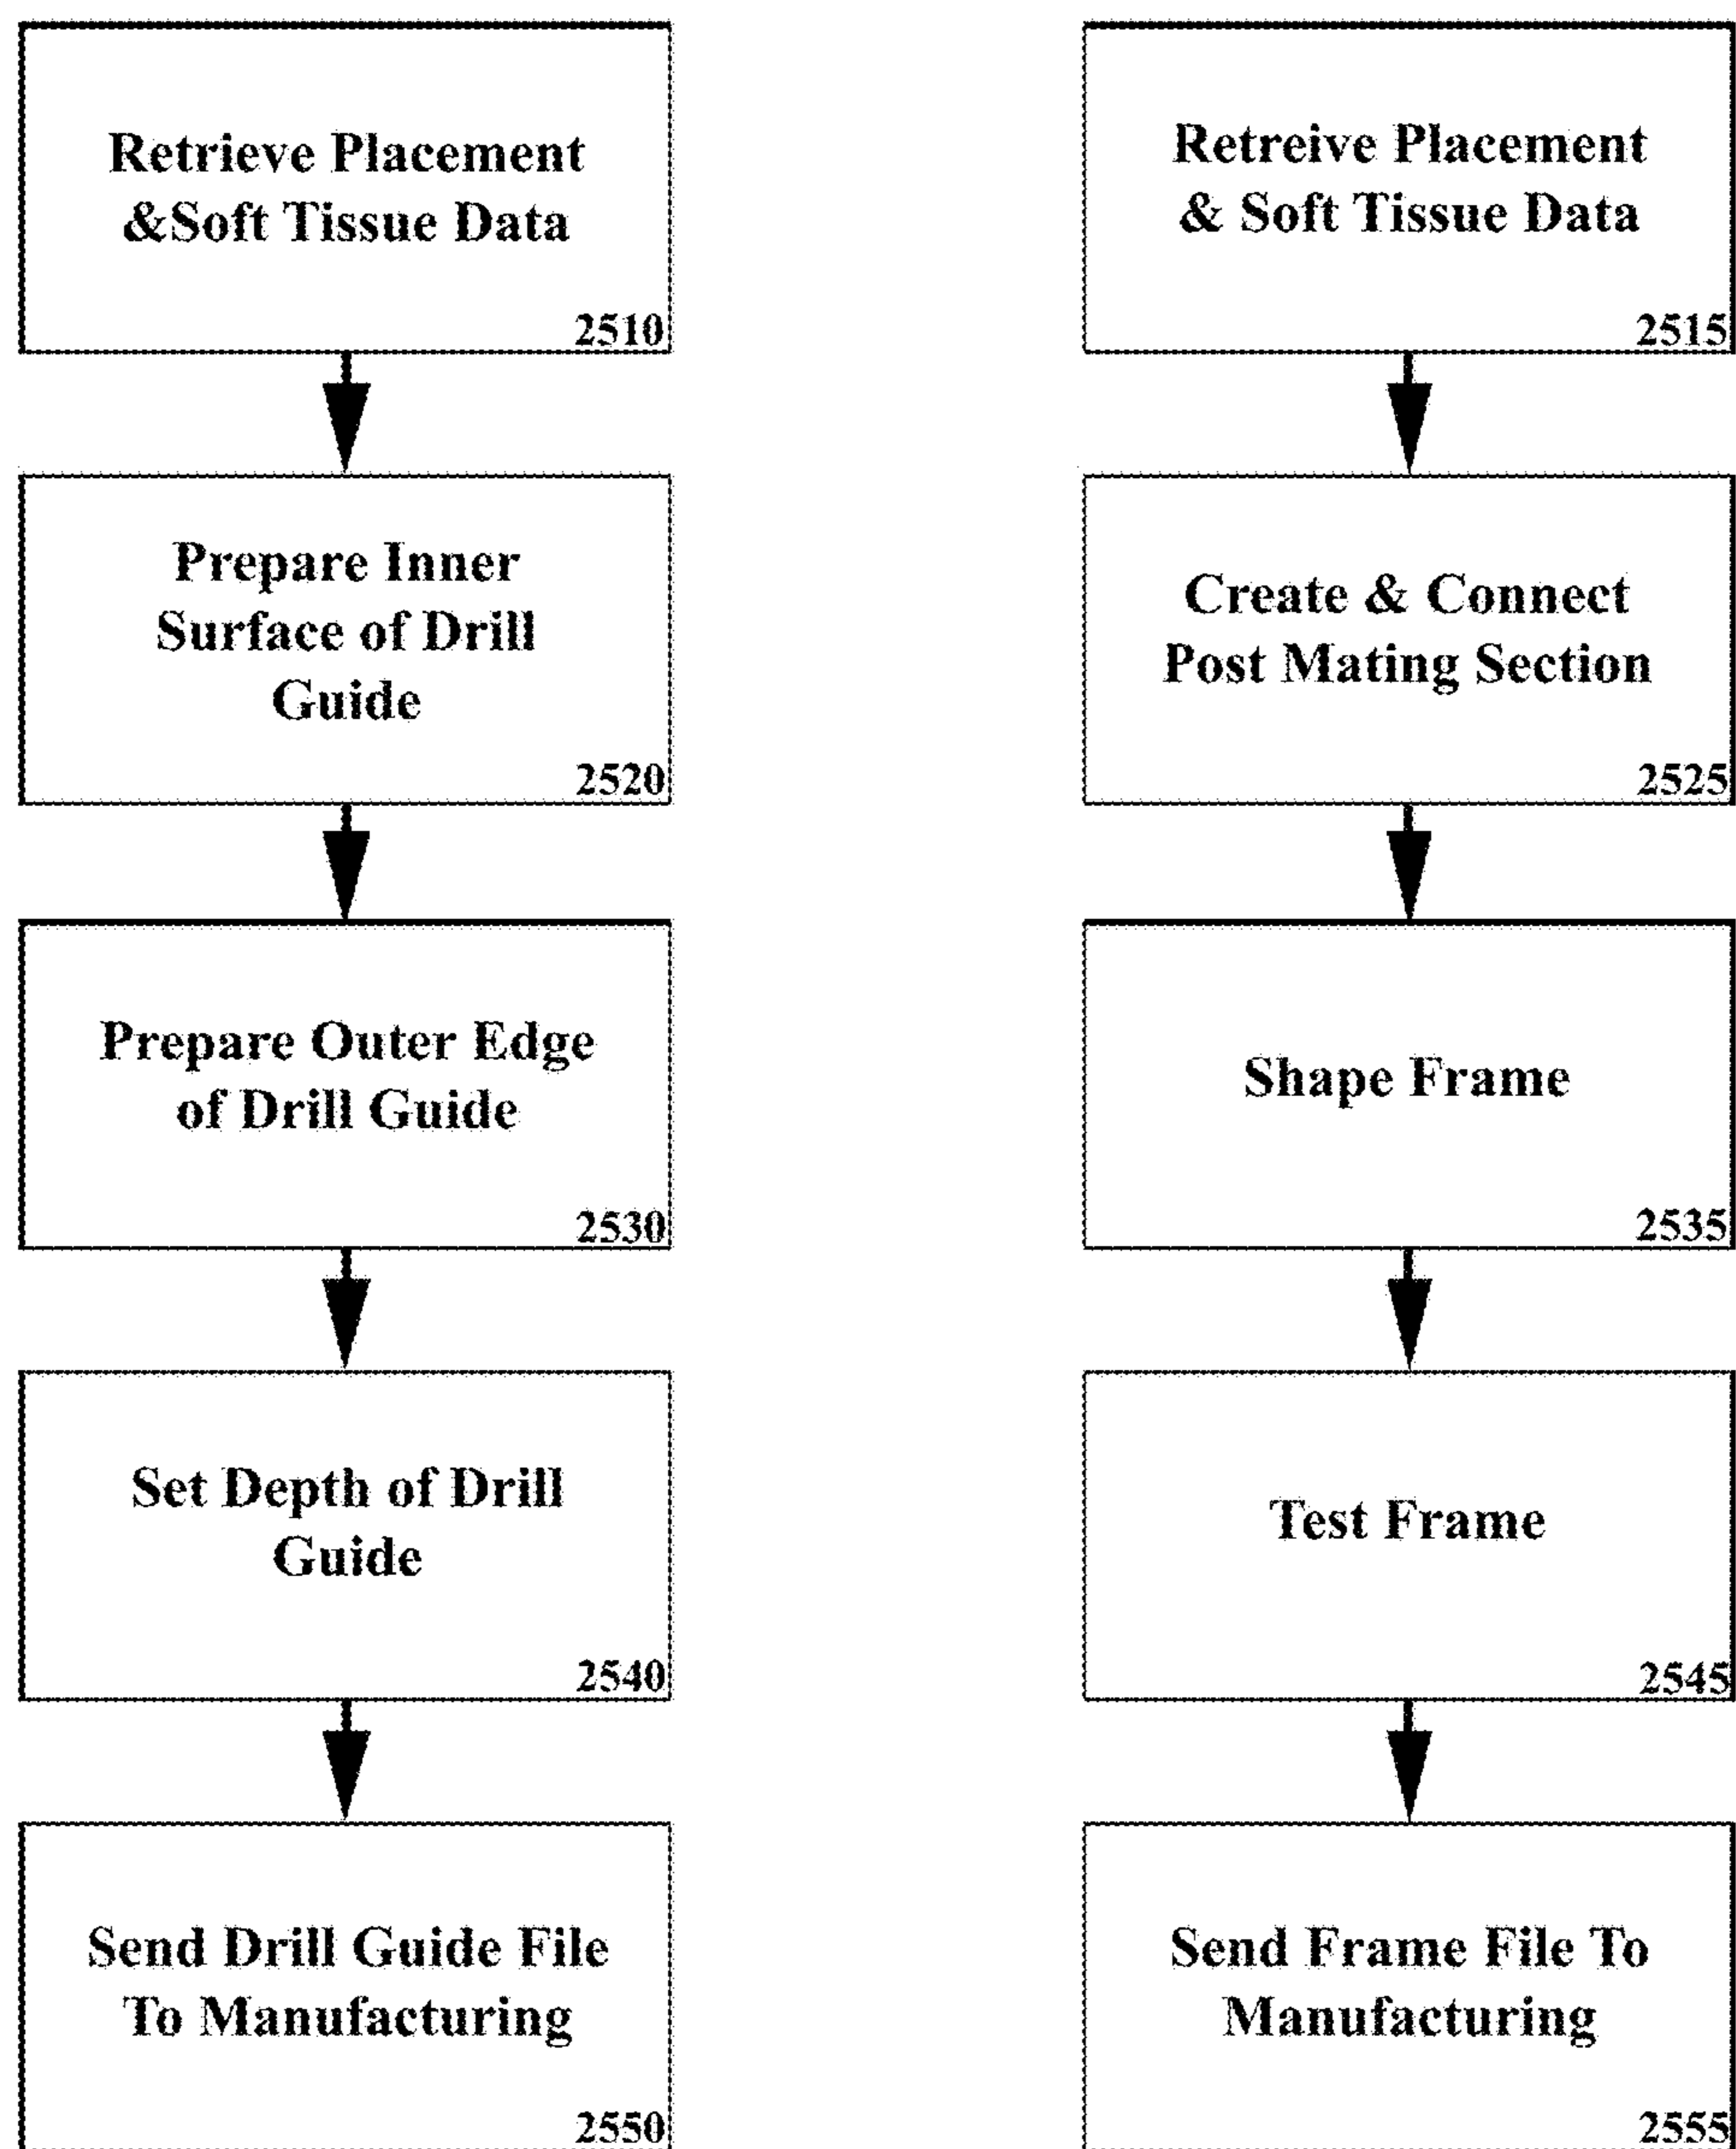 Retrieve Placement
&Soft Tissue Data
2510
Prepare Inner
Surface of Drill
Guide
2520
Prepare Outer Edge
of Drill Guide
2530
Set Depth of Drill
Guide
2540
Send Drill Guide File
To Manufacturing
2550
Retreive Placement
& Soft Tissue Data
2515
Create & Connect
Post Mating Section
2525
Shape Frame
2535
Test Frame
2545
Send Frame File To
Manufacturing
2555